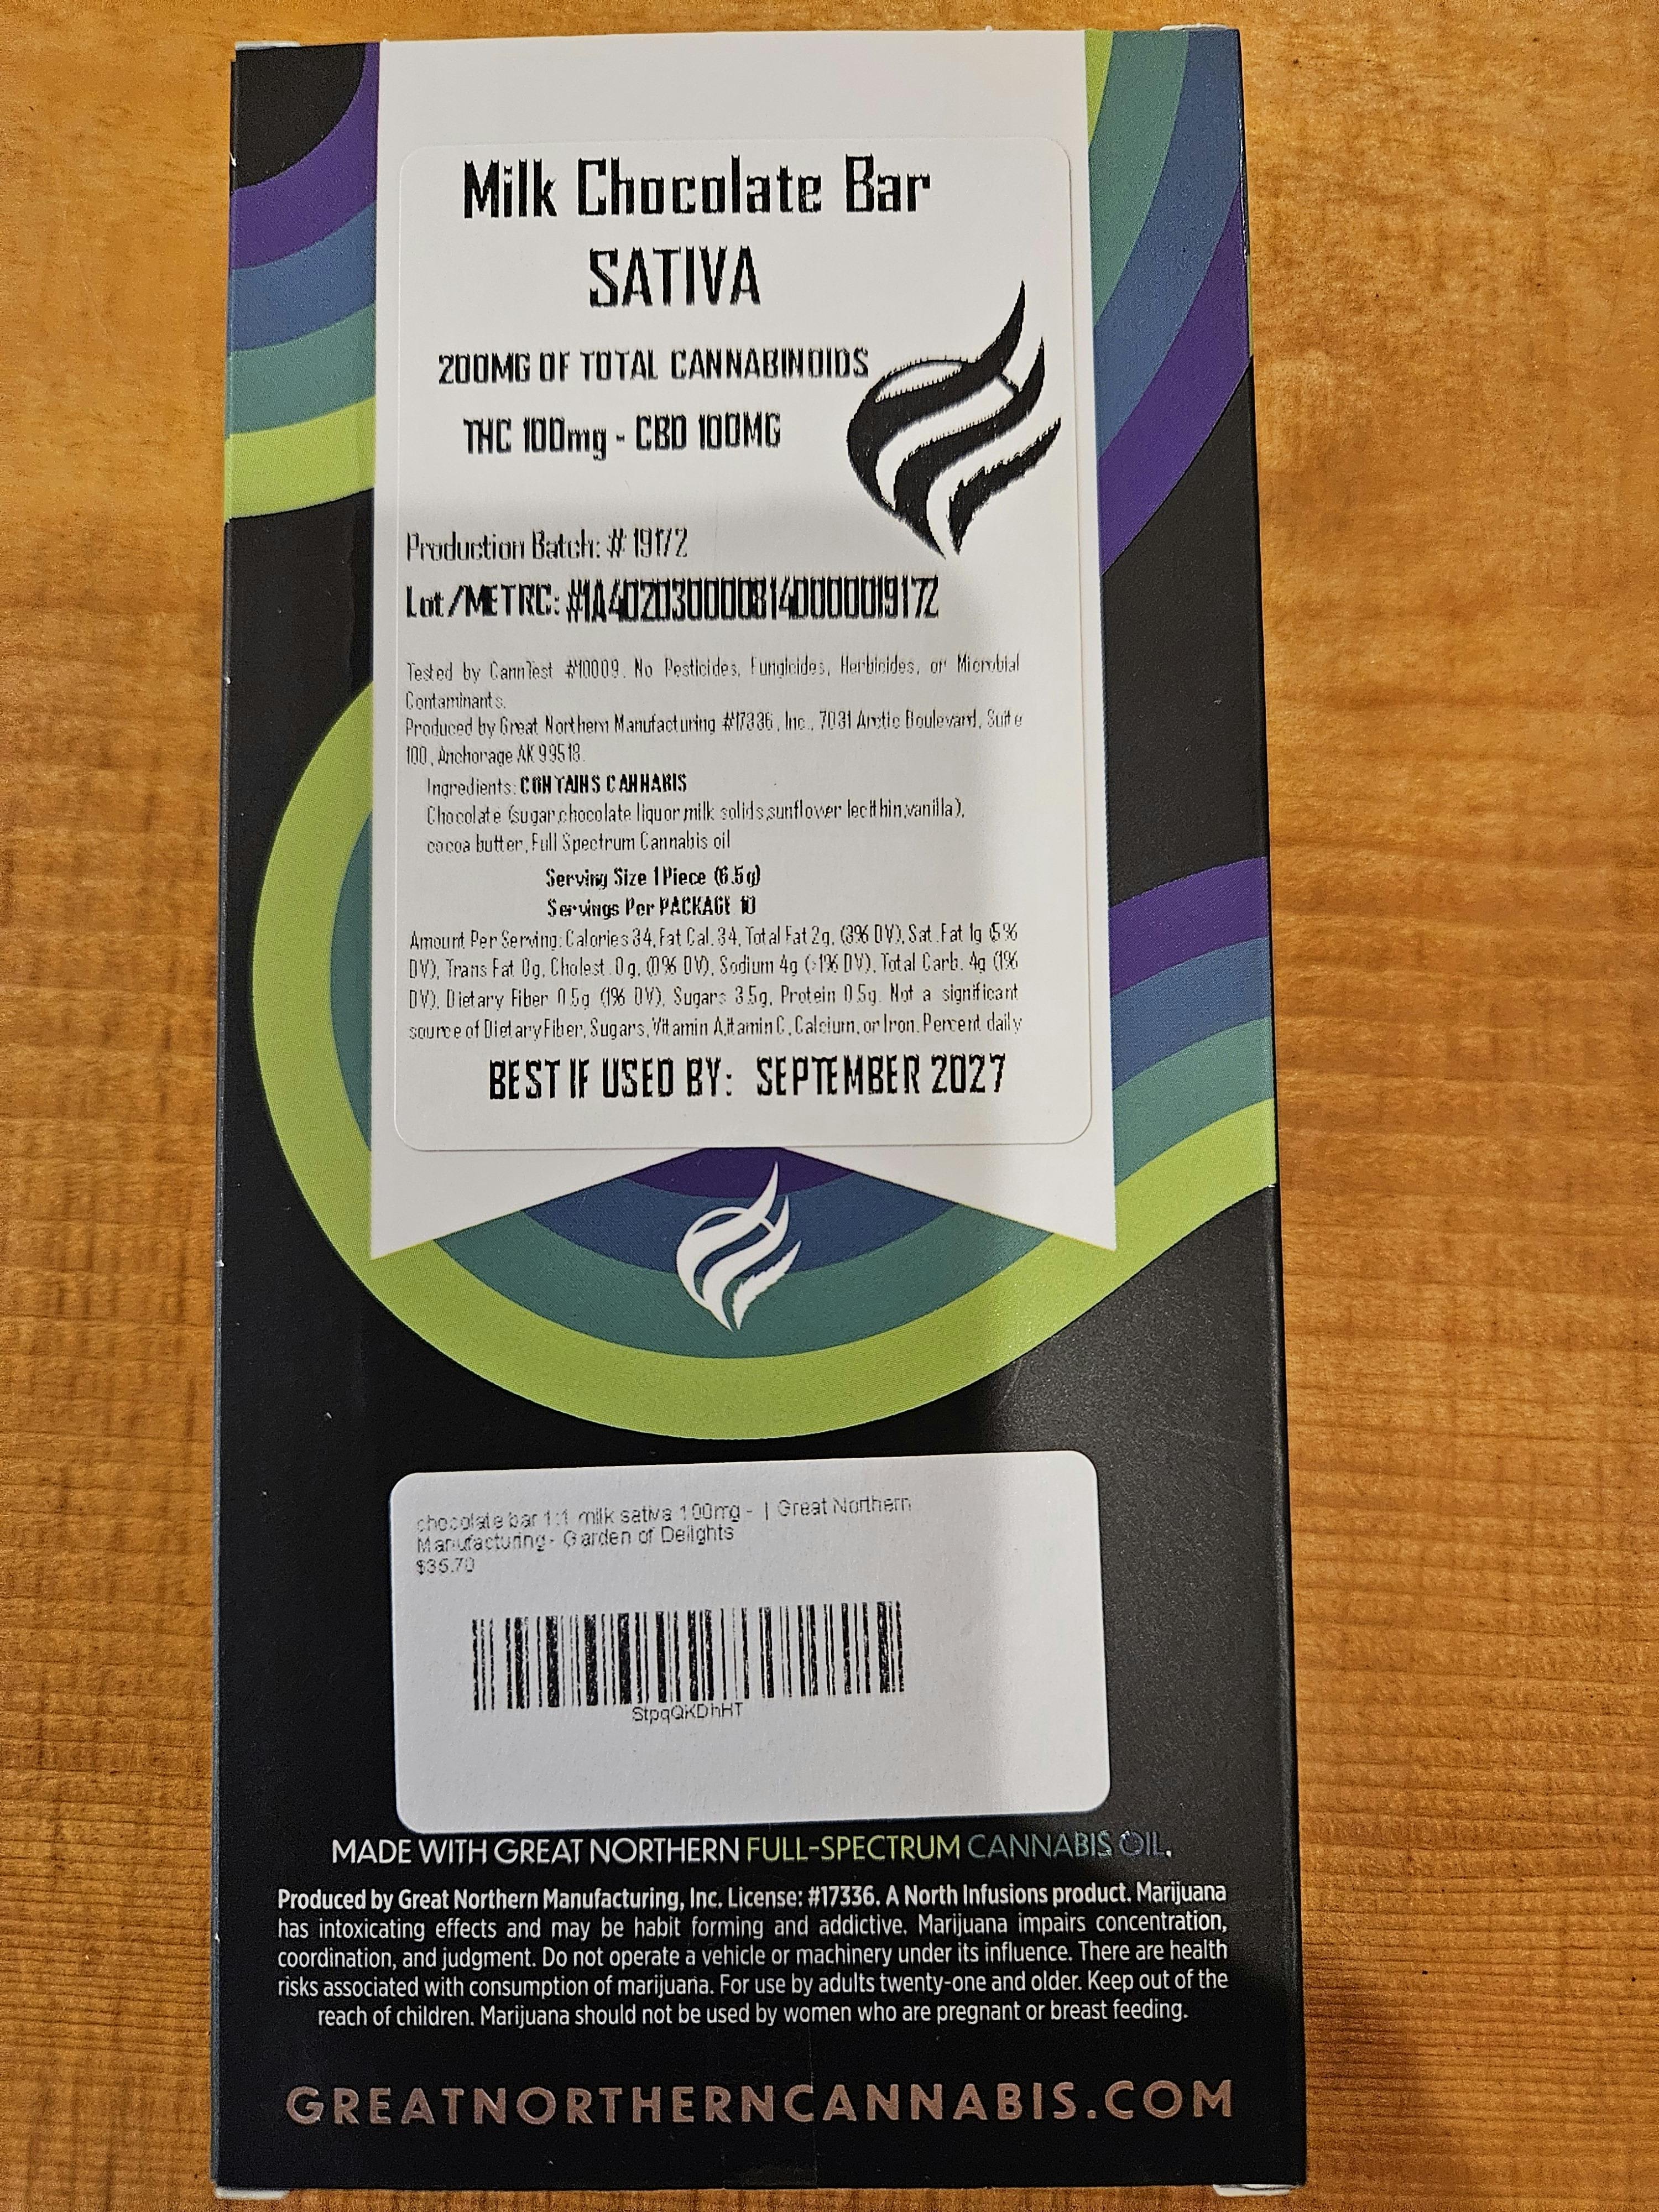 Milk Chocolate Bar
SATIVA
200MG OF TOTAL CANNABINOIDS
THC 100mg - CBD 100MG
Production Batch: # 19172
Lot/METRC: #1A4020300008140000019172
Tested by CannTest #10009. No Pesticides, Fungicides, Herbicides, or Microbial
Contaminants.
Produced by Great Northern Manufacturing #17336, Inc., 7031 Arctic Boulevard, Suite
100, Anchorage AK 99518.
Ingredients: CONTAINS CANNABIS
Chocolate (sugar,chocolate liquor,milk solids,sunflower lecithin,vanilla),
cocoa butter, Full Spectrum Cannabis oil
Serving Size 1 Piece (6.5g)
Servings Per PACKAGE 10
Amount Per Serving: Calories 34, Fat Cal. 34, Total Fat 2g, (3% DV), Sat. Fat 1g (5%
DV), Trans Fat 0g, Cholest. 0g, (0% DV), Sodium 4g (>1% DV), Total Carb. 4g (1%
DV), Dietary Fiber 0.5g (1% DV), Sugars 3.5g, Protein 0.5g. Not a significant
source of Dietary Fiber, Sugars, Vitamin A,itamin C, Calcium, or Iron. Percent daily
BEST IF USED BY: SEPTEMBER 2027
chocolate bar 1:1 milk sativa 100mg - | Great Northern
Manufacturing - Garden of Delights
$35.70
StpqQKDhHT
MADE WITH GREAT NORTHERN FULL-SPECTRUM CANNABIS OIL.
Produced by Great Northern Manufacturing, Inc. License: #17336. A North Infusions product. Marijuana
has intoxicating effects and may be habit forming and addictive. Marijuana impairs concentration,
coordination, and judgment. Do not operate a vehicle or machinery under its influence. There are health
risks associated with consumption of marijuana. For use by adults twenty-one and older. Keep out of the
reach of children. Marijuana should not be used by women who are pregnant or breast feeding.
GREATNORTHERNCANNABIS.COM